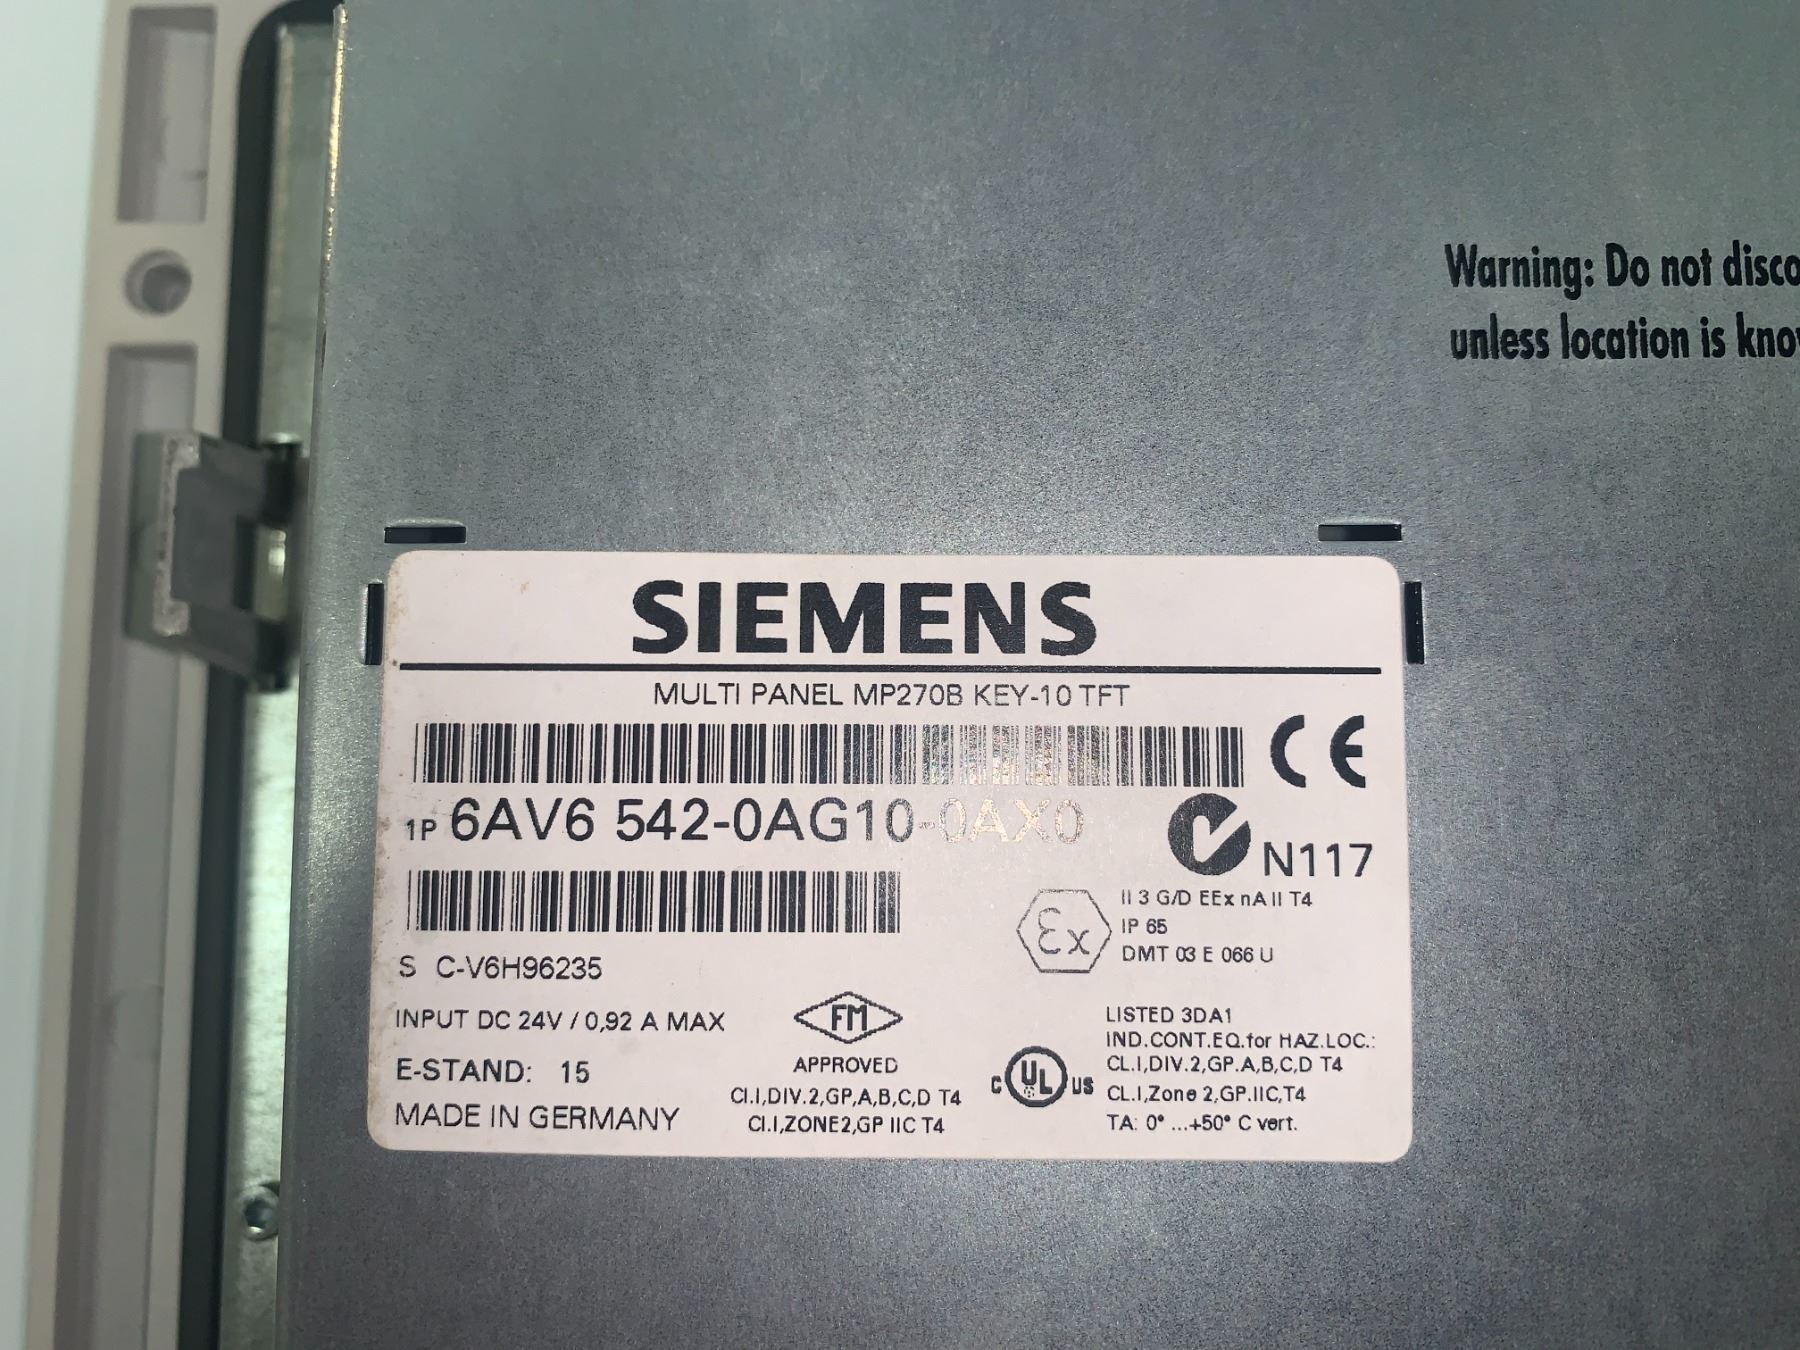 Warning: Do not disco
unless location is kno
SIEMENS
MULTI PANEL MP270B KEY-10 TFT
CE
1P 6AV6 542-0AG10-0AX0
N117
Ex
II 3 G/D EEx nA II T4
IP 65
DMT 03 E 066 U
S C-V6H96235
INPUT DC 24V / 0,92 A MAX
E-STAND: 15
MADE IN GERMANY
FM
APPROVED
Cl.I,DIV.2,GP,A,B,C,D T4
Cl.I,ZONE2,GP IIC T4
C UL US
LISTED 3DA1
IND.CONT.EQ.for HAZ.LOC.:
CL.I,DIV.2,GP.A,B,C,D T4
CL.I,Zone 2,GP.IIC,T4
TA: 0° ...+50° C vert.